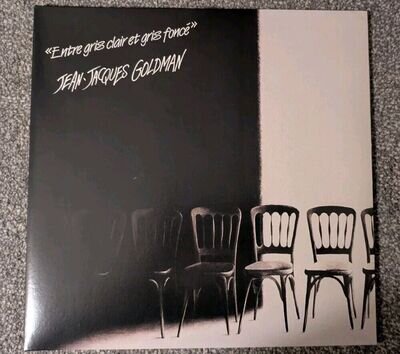 «Entre gris clair et gris foncé»
JEAN-JACQUES GOLDMAN